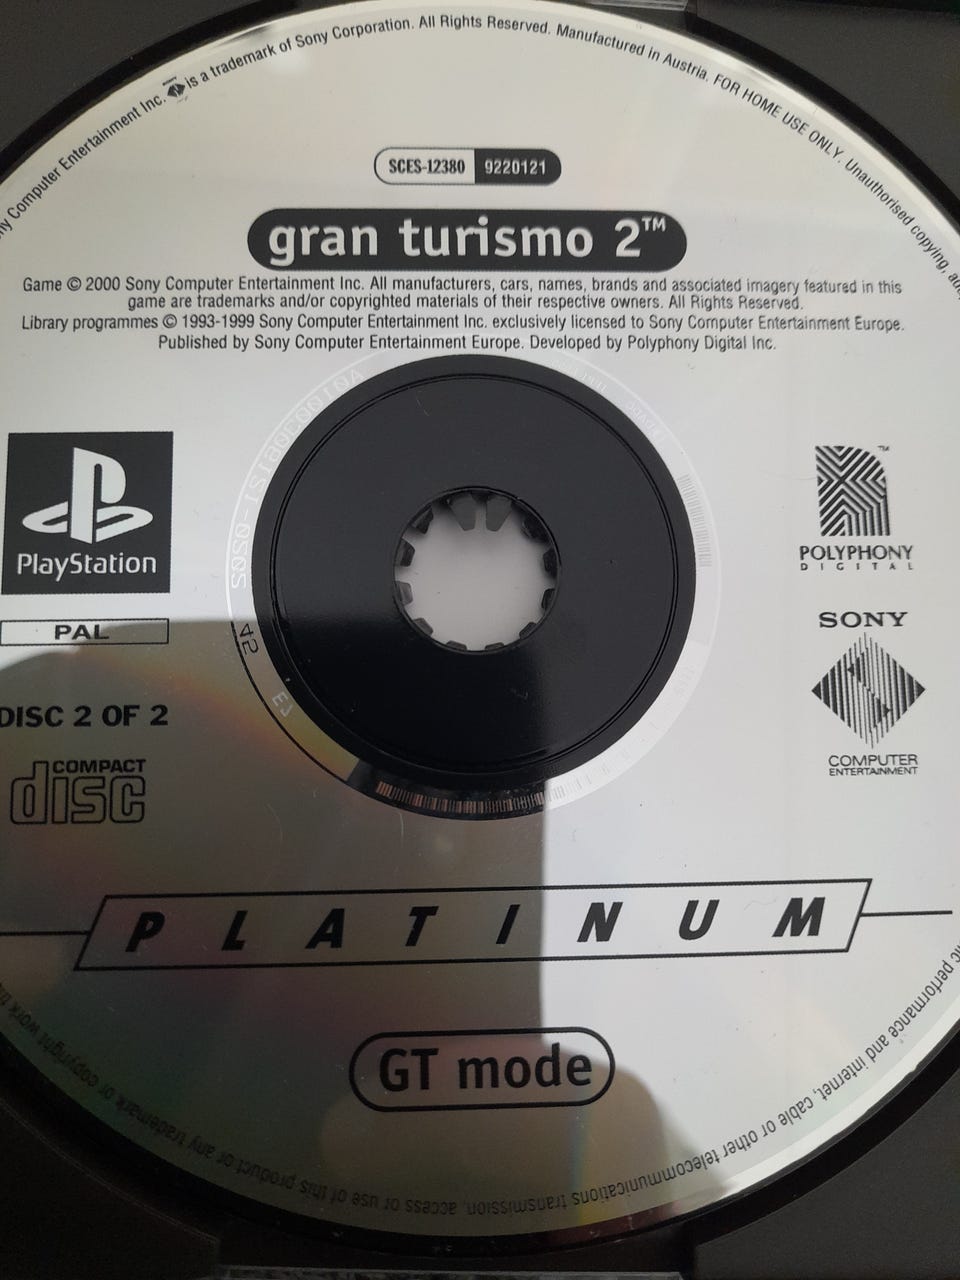 ny Computer Entertainment Inc. is a trademark of Sony Corporation. All Rights Reserved. Manufactured in Austria. FOR HOME USE ONLY. Unauthorised copying,
SCES-12380 9220121
gran turismo 2™
Game © 2000 Sony Computer Entertainment Inc. All manufacturers, cars, names, brands and associated imagery featured in this
game are trademarks and/or copyrighted materials of their respective owners. All Rights Reserved.
Library programmes © 1993-1999 Sony Computer Entertainment Inc. exclusively licensed to Sony Computer Entertainment Europe.
Published by Sony Computer Entertainment Europe. Developed by Polyphony Digital Inc.
PlayStation
PAL
DISC 2 OF 2
COMPACT
disc
TM
POLYPHONY
DIGITAL
SONY
COMPUTER
ENTERTAINMENT
42
PLATINUM
GT mode
performance and internet, cable or other telecommunications transmission, access or use of this product or any trademark or copyright work